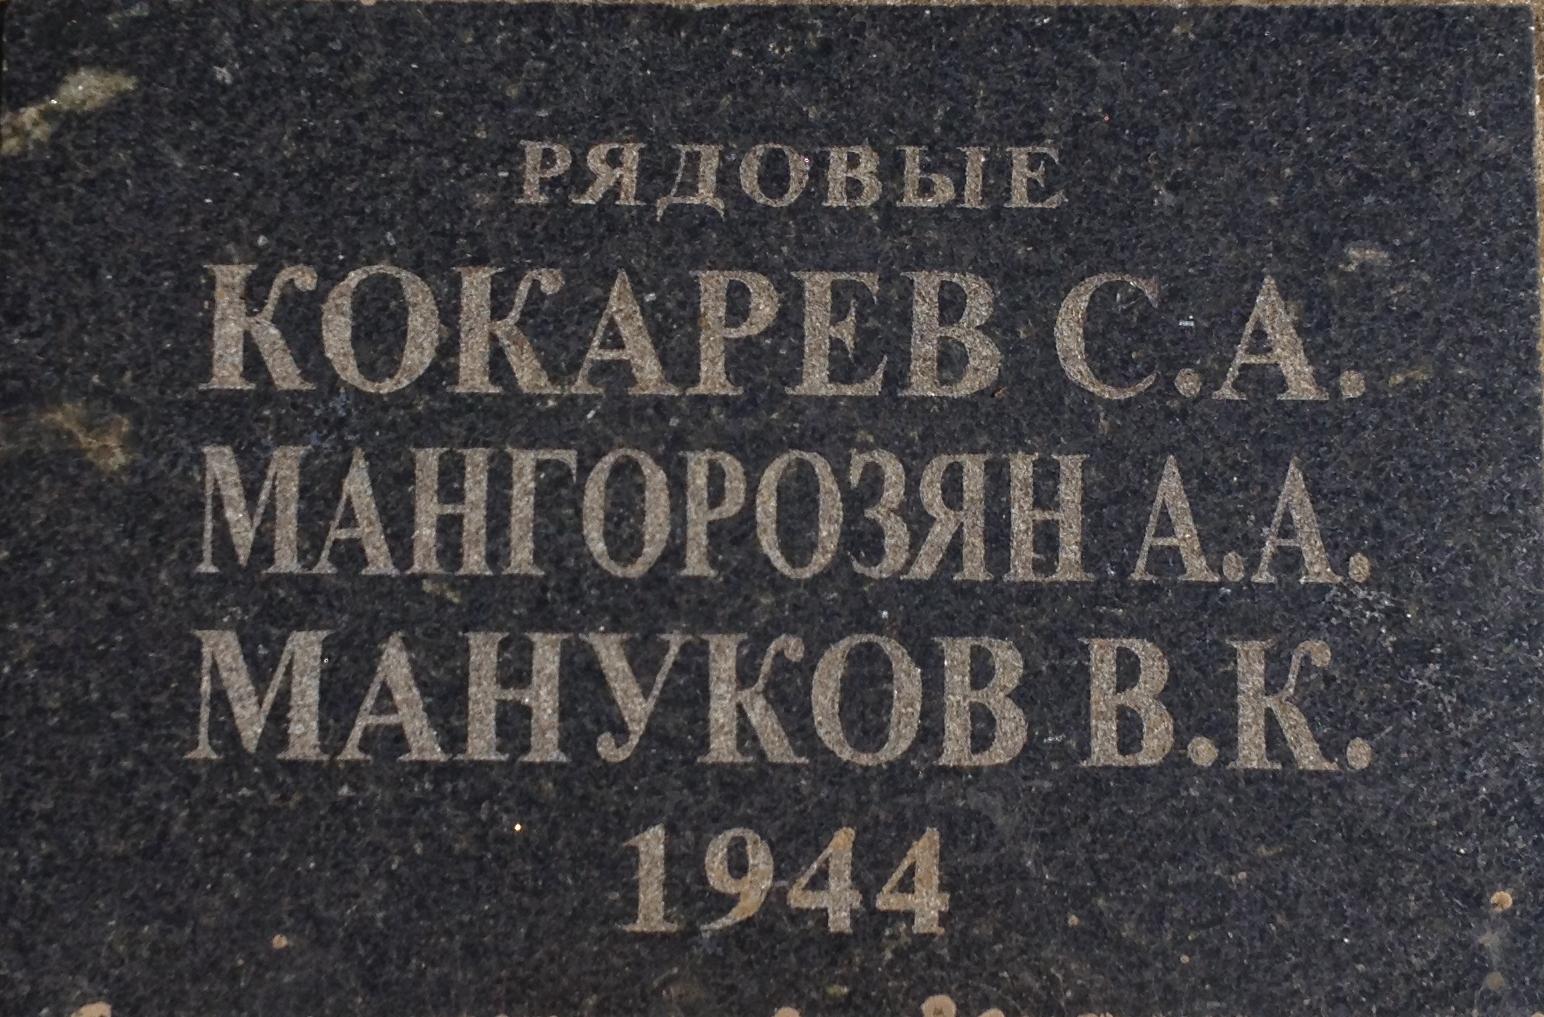 РЯДОВЫЕ
КОКАРЕВ С.А.
МАНГОРОЗЯН А.А.
МАНУКОВ В.К.
1944